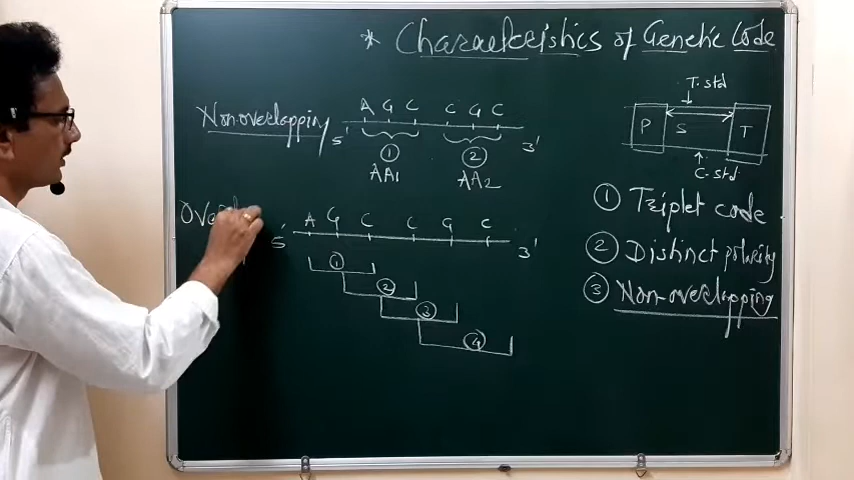 * Characteristics of Genetic Code
Non-overlapping
A G C C G C
5' 3'
1 2
AA1 AA2
T. std
P S T
C. std
Overl
A G C C G C
5' 3'
1
2
3
4
1 Triplet code
2 Distinct polarity
3 Non-overlapping